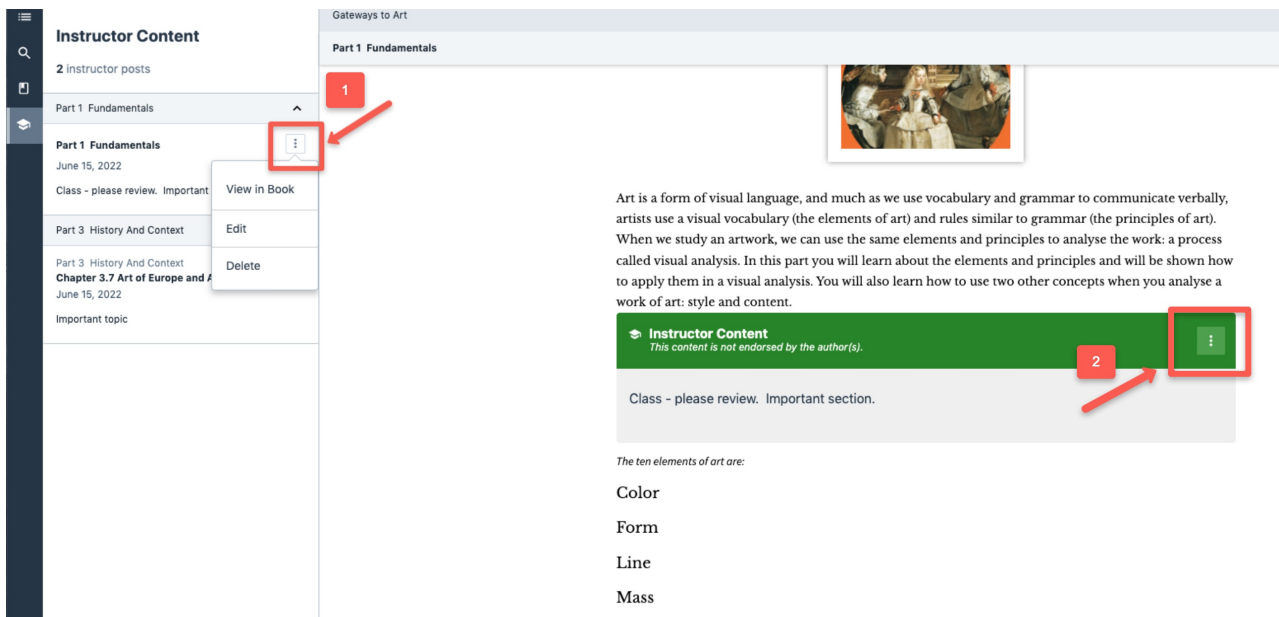 Instructor Content
2 instructor posts
Part 1 Fundamentals
Part 1 Fundamentals
June 15, 2022
Class - please review. Important
View in Book
Edit
Delete
Part 3 History And Context
Part 3 History And Context
Chapter 3.7 Art of Europe and
June 15, 2022
Important topic
1
Gateways to Art
Part 1 Fundamentals
Art is a form of visual language, and much as we use vocabulary and grammar to communicate verbally,
artists use a visual vocabulary (the elements of art) and rules similar to grammar (the principles of art).
When we study an artwork, we can use the same elements and principles to analyse the work: a process
called visual analysis. In this part you will learn about the elements and principles and will be shown how
to apply them in a visual analysis. You will also learn how to use two other concepts when you analyse a
work of art: style and content.
Instructor Content
This content is not endorsed by the author(s).
2
Class - please review. Important section.
The ten elements of art are:
Color
Form
Line
Mass